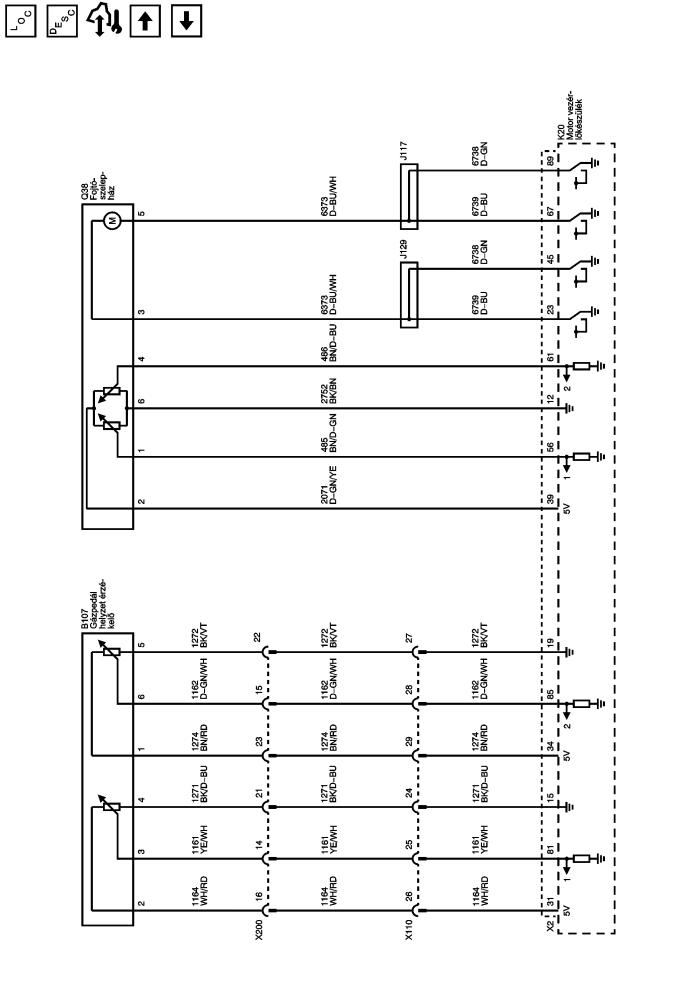 LOC
DESC
Q38
Fojtó-
szelep-
ház
M
5
6373
D-BU/WH
J117
6738
D-GN
89
6739
D-BU
67
K20
Motor vezér-
lőkészülék
3
6373
D-BU/WH
J129
6738
D-GN
45
6739
D-BU
23
4
486
BN/D-BU
61
2
6
2752
BK/BN
12
1
485
BN/D-GN
56
1
2
2071
D-GN/YE
39
5V
B107
Gázpedál
helyzet érzé-
kelő
5
1272
BK/VT
22
1272
BK/VT
27
1272
BK/VT
19
6
1162
D-GN/WH
15
1162
D-GN/WH
28
1162
D-GN/WH
85
2
1
1274
BN/RD
23
1274
BN/RD
29
1274
BN/RD
34
5V
4
1271
BK/D-BU
21
1271
BK/D-BU
24
1271
BK/D-BU
15
3
1161
YE/WH
14
1161
YE/WH
25
1161
YE/WH
81
1
2
1164
WH/RD
16
1164
WH/RD
26
1164
WH/RD
31
5V
X200
X110
X2